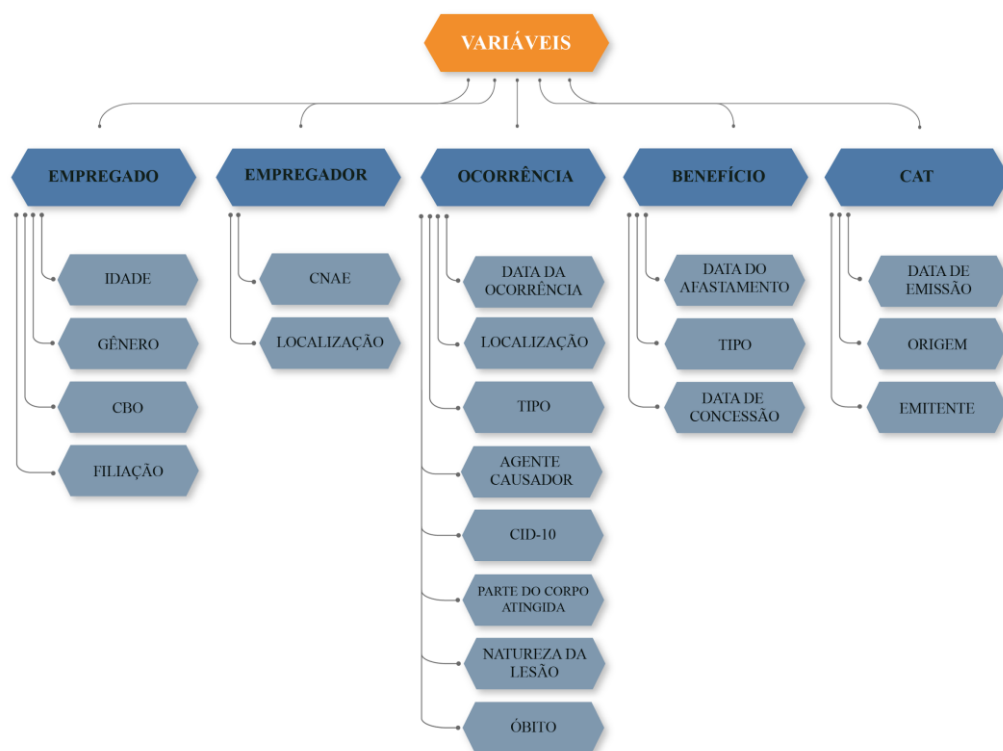 VARIÁVEIS
EMPREGADO
EMPREGADOR
OCORRÊNCIA
BENEFÍCIO
CAT
IDADE
GÊNERO
CBO
FILIAÇÃO
CNAE
LOCALIZAÇÃO
DATA DA
OCORRÊNCIA
LOCALIZAÇÃO
TIPO
AGENTE
CAUSADOR
CID-10
PARTE DO CORPO
ATINGIDA
NATUREZA DA
LESÃO
ÓBITO
DATA DO
AFASTAMENTO
TIPO
DATA DE
CONCESSÃO
DATA DE
EMISSÃO
ORIGEM
EMITENTE